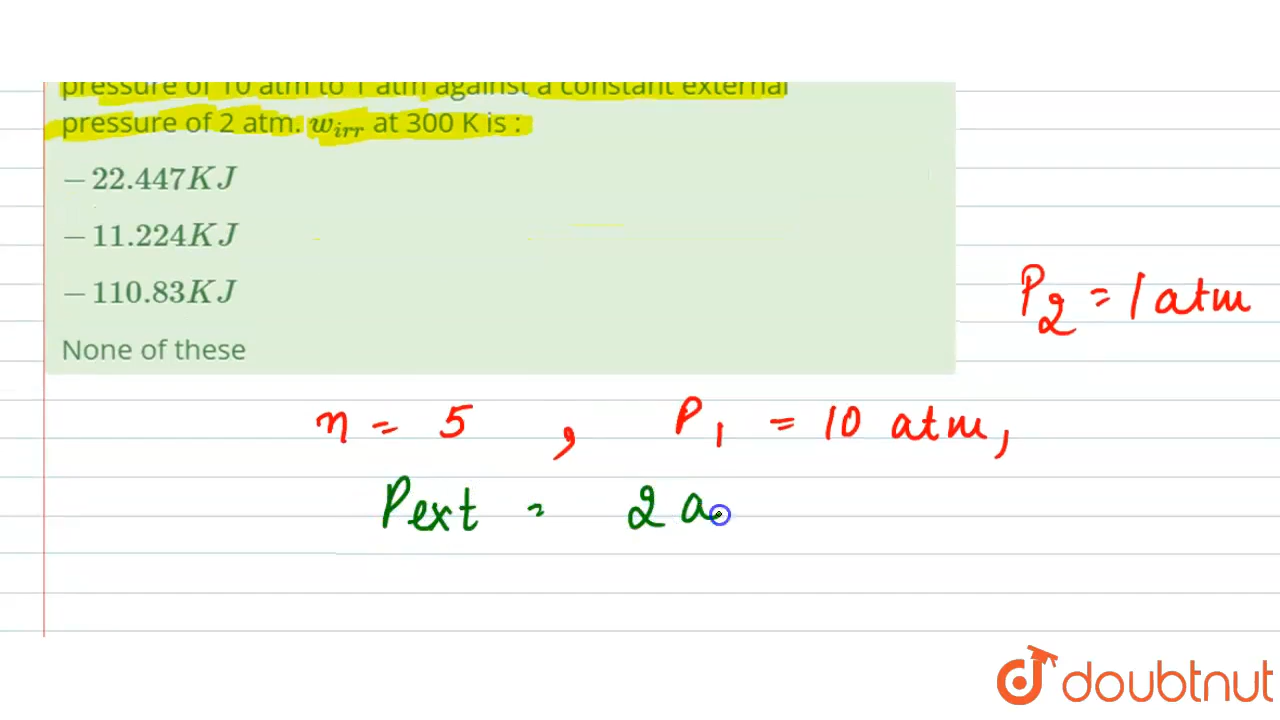 pressure of 10 atm to 1 atm against a constant external
pressure of 2 atm. w_irr at 300 K is :
−22.447KJ
−11.224KJ
−110.83KJ
None of these
P2 = 1 atm
n = 5 , P1 = 10 atm,
Pext = 2 a
doubtnut